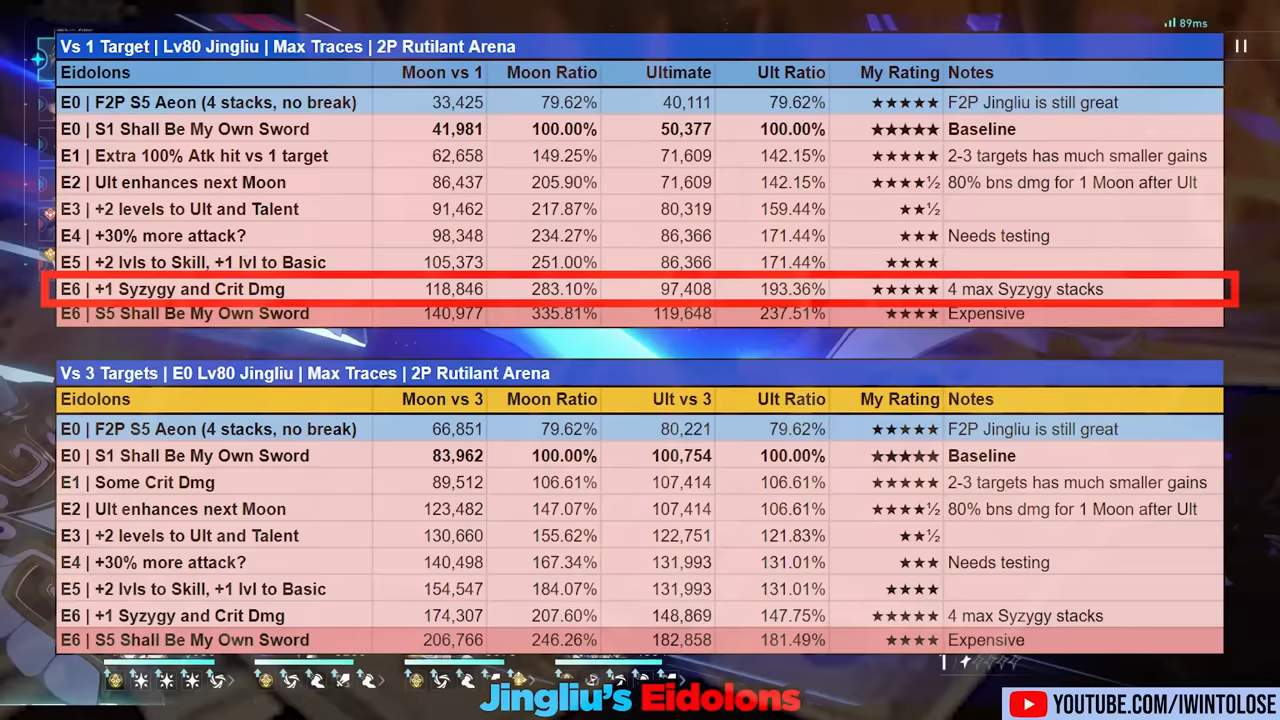 89ms
Vs 1 Target | Lv80 Jingliu | Max Traces | 2P Rutilant Arena
Eidolons Moon vs 1 Moon Ratio Ultimate Ult Ratio My Rating Notes
E0 | F2P S5 Aeon (4 stacks, no break) 33,425 79.62% 40,111 79.62% ★★★★★ F2P Jingliu is still great
E0 | S1 Shall Be My Own Sword 41,981 100.00% 50,377 100.00% ★★★★★ Baseline
E1 | Extra 100% Atk hit vs 1 target 62,658 149.25% 71,609 142.15% ★★★★★ 2-3 targets has much smaller gains
E2 | Ult enhances next Moon 86,437 205.90% 71,609 142.15% ★★★★½ 80% bns dmg for 1 Moon after Ult
E3 | +2 levels to Ult and Talent 91,462 217.87% 80,319 159.44% ★★½
E4 | +30% more attack? 98,348 234.27% 86,366 171.44% ★★★ Needs testing
E5 | +2 lvls to Skill, +1 lvl to Basic 105,373 251.00% 86,366 171.44% ★★★★
E6 | +1 Syzygy and Crit Dmg 118,846 283.10% 97,408 193.36% ★★★★★ 4 max Syzygy stacks
E6 | S5 Shall Be My Own Sword 140,977 335.81% 119,648 237.51% ★★★★ Expensive
Vs 3 Targets | E0 Lv80 Jingliu | Max Traces | 2P Rutilant Arena
Eidolons Moon vs 3 Moon Ratio Ult vs 3 Ult Ratio My Rating Notes
E0 | F2P S5 Aeon (4 stacks, no break) 66,851 79.62% 80,221 79.62% ★★★★★ F2P Jingliu is still great
E0 | S1 Shall Be My Own Sword 83,962 100.00% 100,754 100.00% ★★★★★ Baseline
E1 | Some Crit Dmg 89,512 106.61% 107,414 106.61% ★★★★★ 2-3 targets has much smaller gains
E2 | Ult enhances next Moon 123,482 147.07% 107,414 106.61% ★★★★½ 80% bns dmg for 1 Moon after Ult
E3 | +2 levels to Ult and Talent 130,660 155.62% 122,751 121.83% ★★½
E4 | +30% more attack? 140,498 167.34% 131,993 131.01% ★★★ Needs testing
E5 | +2 lvls to Skill, +1 lvl to Basic 154,547 184.07% 131,993 131.01% ★★★★
E6 | +1 Syzygy and Crit Dmg 174,307 207.60% 148,869 147.75% ★★★★★ 4 max Syzygy stacks
E6 | S5 Shall Be My Own Sword 206,766 246.26% 182,858 181.49% ★★★★ Expensive
1
Jingliu's Eidolons
YOUTUBE.COM/IWINTOLOSE